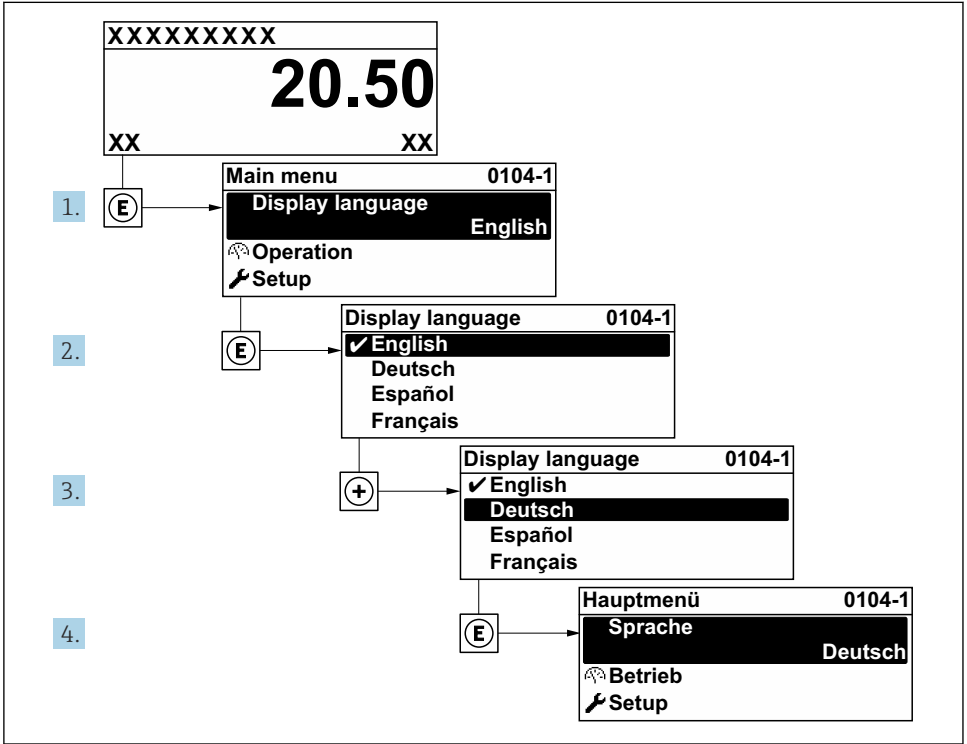 XXXXXXXXX
20.50
XX XX
1. E
Main menu 0104-1
Display language
English
Operation
Setup
2. E
Display language 0104-1
✔English
Deutsch
Español
Français
3. +
Display language 0104-1
✔English
Deutsch
Español
Français
4. E
Hauptmenü 0104-1
Sprache
Deutsch
Betrieb
Setup